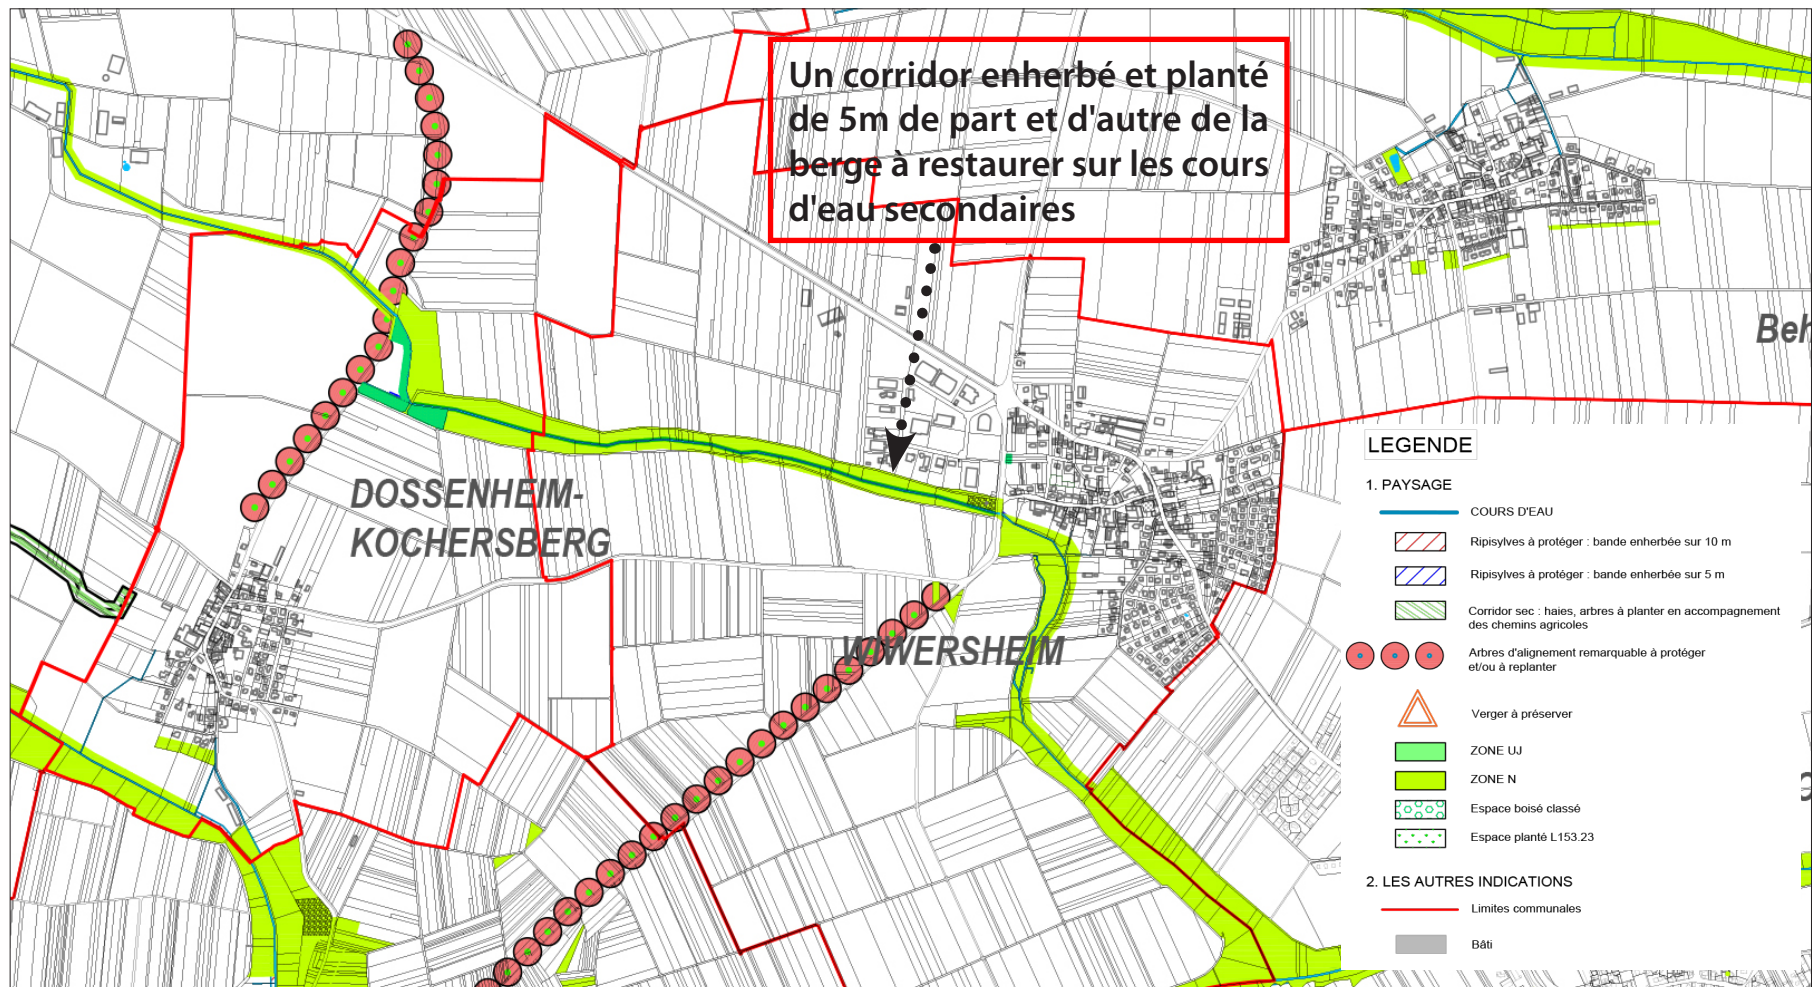 Un corridor enherbé et planté
de 5m de part et d'autre de la
berge à restaurer sur les cours
d'eau secondaires
Beh
DOSSENHEIM-
KOCHERSBERG
WIWERSHEIM
LEGENDE
1. PAYSAGE
COURS D'EAU
Ripisylves à protéger : bande enherbée sur 10 m
Ripisylves à protéger : bande enherbée sur 5 m
Corridor sec : haies, arbres à planter en accompagnement
des chemins agricoles
Arbres d'alignement remarquable à protéger
et/ou à replanter
Verger à préserver
ZONE UJ
ZONE N
Espace boisé classé
Espace planté L153.23
2. LES AUTRES INDICATIONS
Limites communales
Bâti